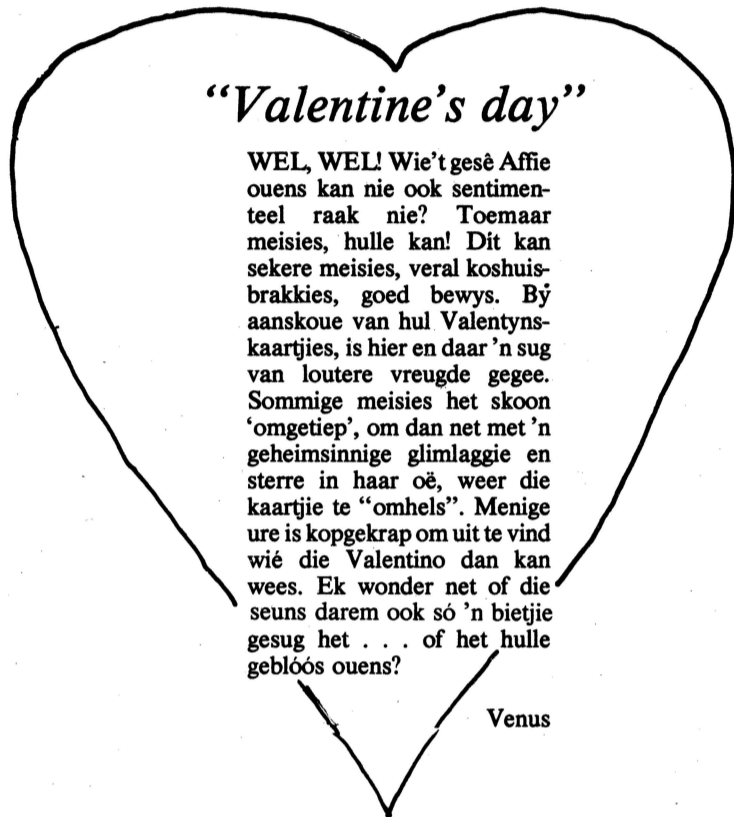 “Valentine’s day”
WEL, WEL! Wie’t gesê Affie
ouens kan nie ook sentimen-
teel raak nie? Toemaar
meisies, hulle kan! Dit kan
sekere meisies, veral koshuis-
brakkies, goed bewys. By
aanskoue van hul Valentyns-
kaartjies, is hier en daar ’n sug
van loutere vreugde gegee.
Sommige meisies het skoon
‘omgetiep’, om dan net met ’n
geheimsinnige glimlaggie en
sterre in haar oë, weer die
kaartjie te “omhels”. Menige
ure is kopgekrap om uit te vind
wié die Valentino dan kan
wees. Ek wonder net of die
seuns darem ook só ’n bietjie
gesug het . . . of het hulle
geblóós ouens?
Venus